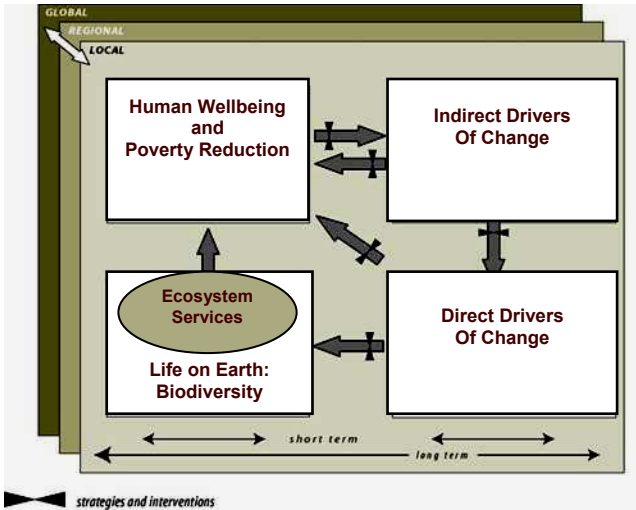 GLOBAL
REGIONAL
LOCAL
Human Wellbeing
and
Poverty Reduction
Indirect Drivers
Of Change
Ecosystem
Services
Life on Earth:
Biodiversity
Direct Drivers
Of Change
short term
long term
strategies and interventions